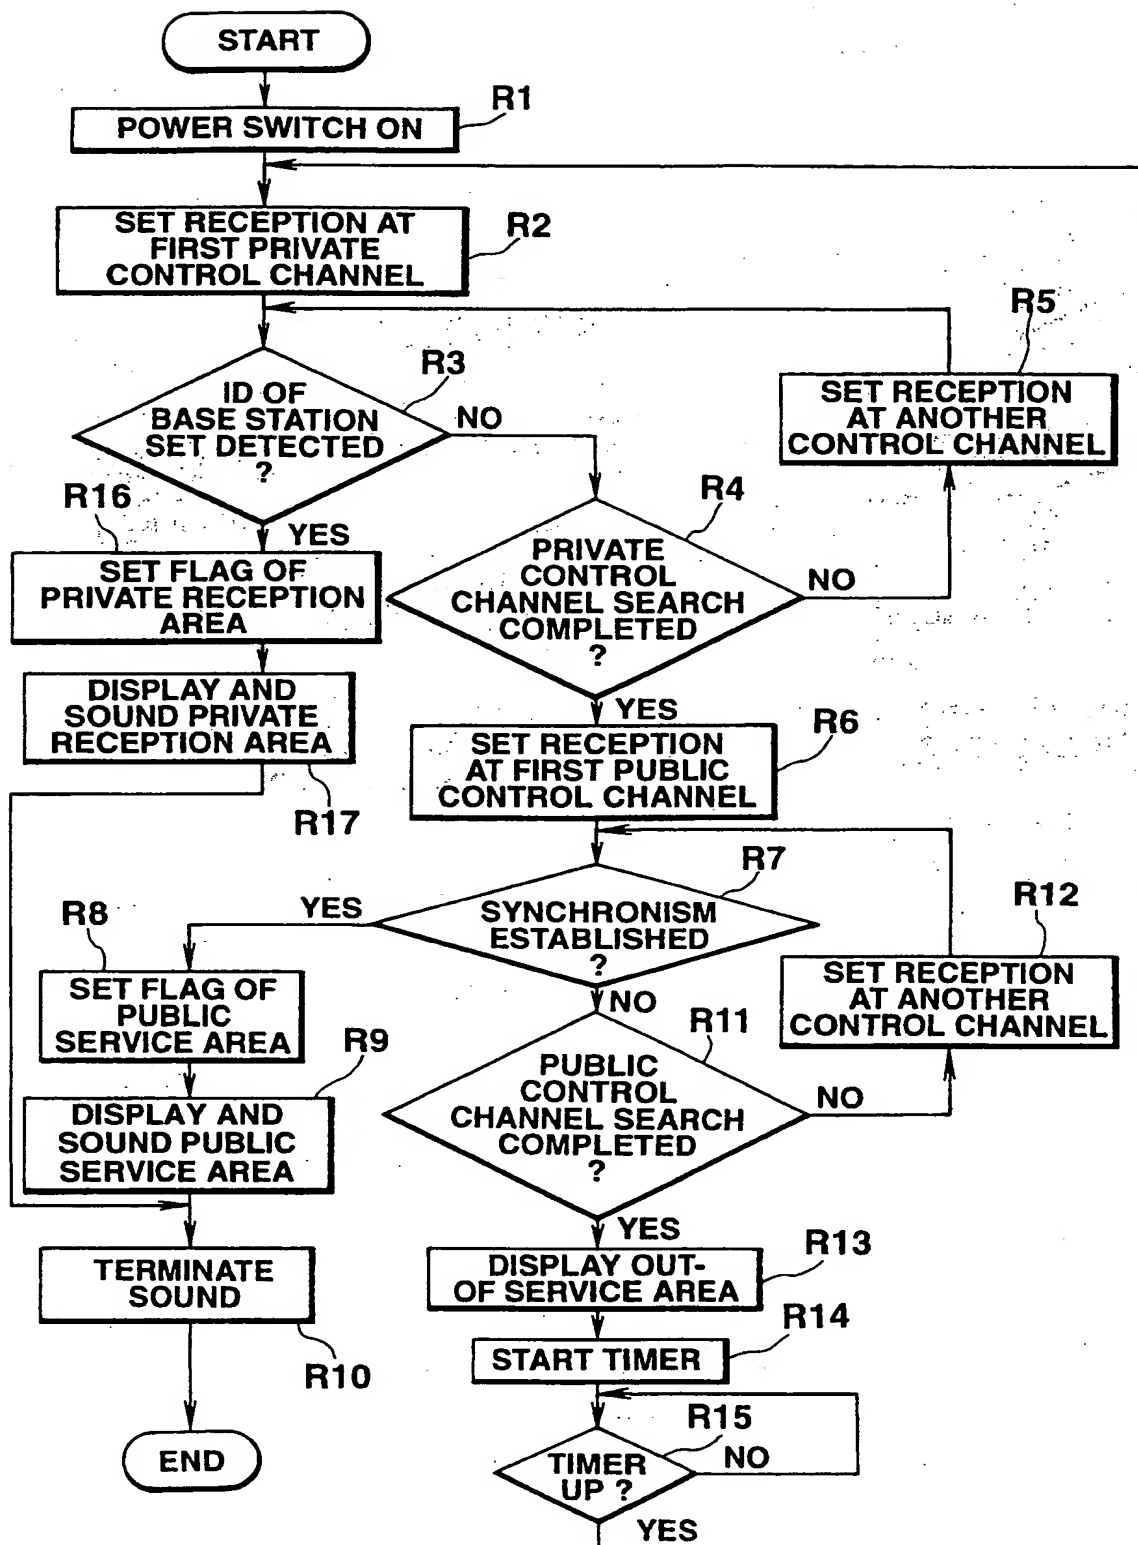 START
R1
POWER SWITCH ON
SET RECEPTION AT
FIRST PRIVATE
CONTROL CHANNEL
R2
R5
R3
ID OF
BASE STATION
SET DETECTED
?
NO
SET RECEPTION
AT ANOTHER
CONTROL CHANNEL
R16
YES
R4
SET FLAG OF
PRIVATE RECEPTION
AREA
PRIVATE
CONTROL
CHANNEL SEARCH
COMPLETED
?
NO
DISPLAY AND
SOUND PRIVATE
RECEPTION AREA
R17
YES
SET RECEPTION
AT FIRST PUBLIC
CONTROL CHANNEL
R6
R7
YES
SYNCHRONISM
ESTABLISHED
?
R12
R8
SET FLAG OF
PUBLIC
SERVICE AREA
NO
SET RECEPTION
AT ANOTHER
CONTROL CHANNEL
R11
R9
PUBLIC
CONTROL
CHANNEL SEARCH
COMPLETED
?
NO
DISPLAY AND
SOUND PUBLIC
SERVICE AREA
YES
TERMINATE
SOUND
R10
DISPLAY OUT-
OF SERVICE AREA
R13
R14
START TIMER
R15
END
TIMER
UP ?
NO
YES